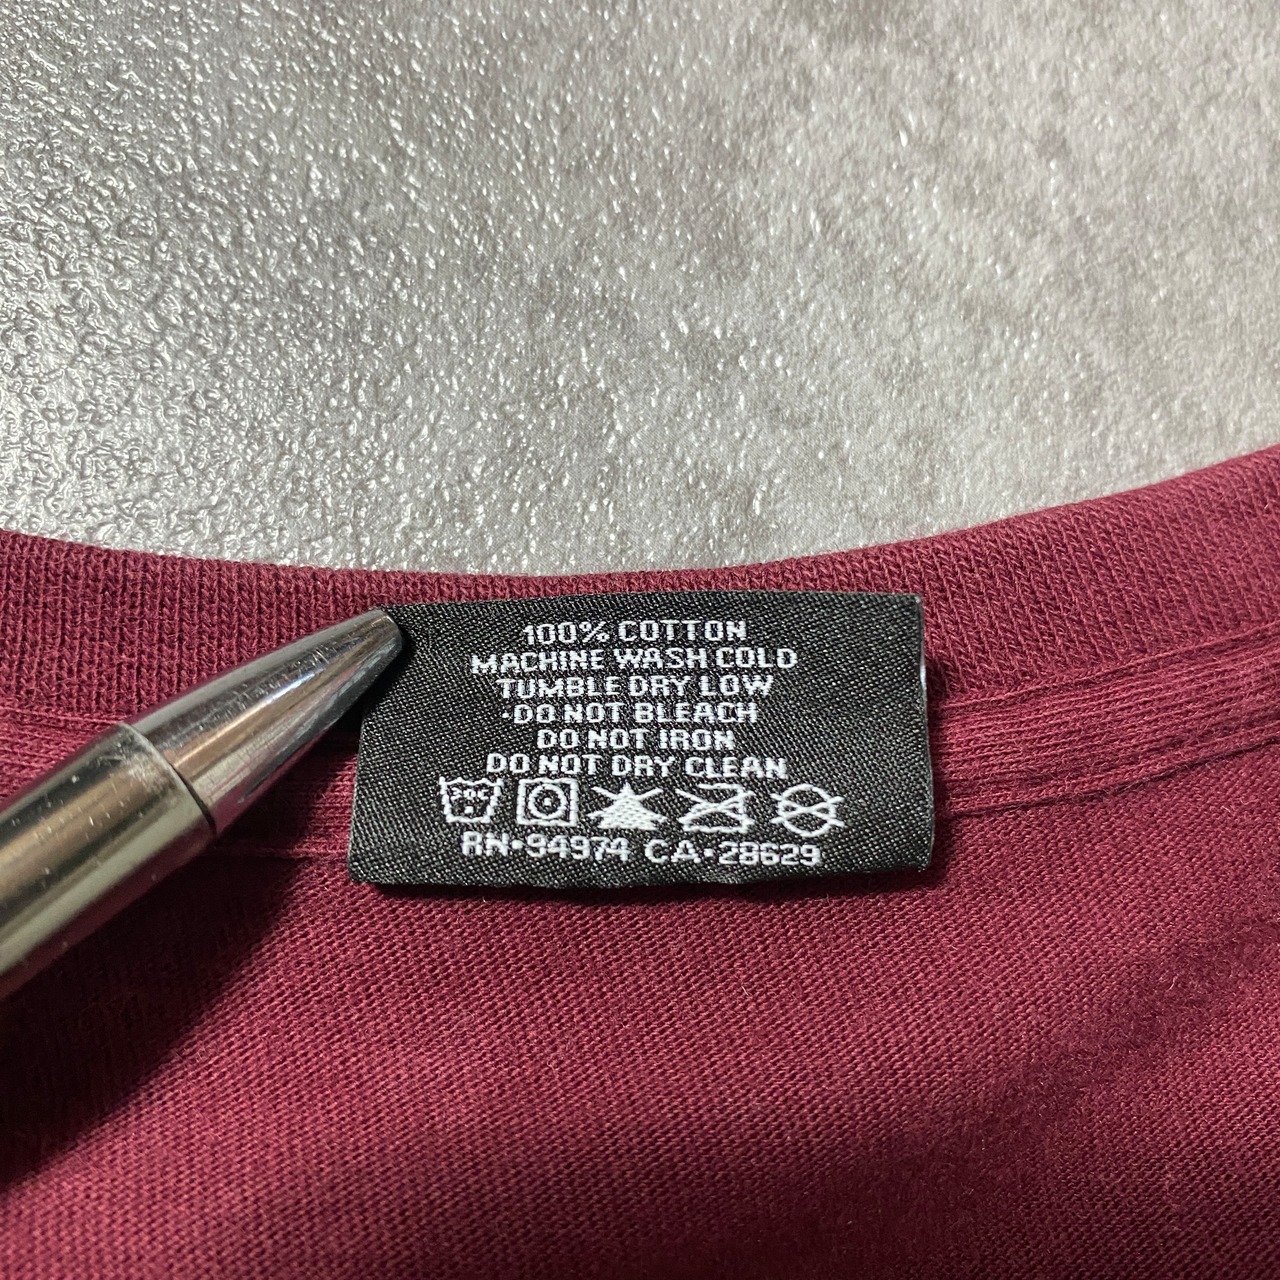 100% COTTON
MACHINE WASH COLD
TUMBLE DRY LOW
·DO NOT BLEACH
DO NOT IRON
DO NOT DRY CLEAN
30C
RN·94974 CA·28629